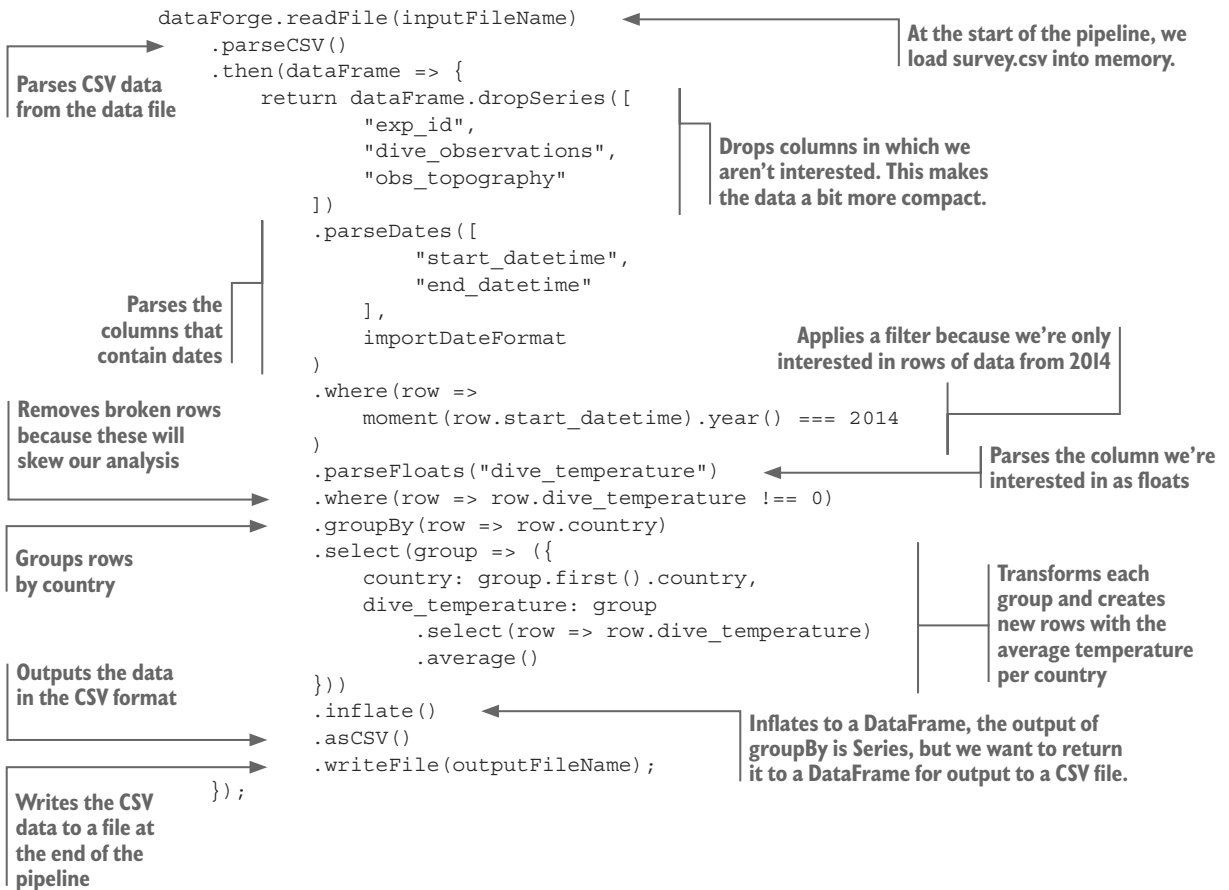 dataForge.readFile(inputFileName)
At the start of the pipeline, we
load survey.csv into memory.
.parseCSV()
Parses CSV data
from the data file
.then(dataFrame => {
return dataFrame.dropSeries([
"exp_id",
"dive_observations",
"obs_topography"
])
Drops columns in which we
aren't interested. This makes
the data a bit more compact.
.parseDates([
"start_datetime",
"end_datetime"
],
importDateFormat
)
Parses the
columns that
contain dates
Applies a filter because we're only
interested in rows of data from 2014
.where(row =>
moment(row.start_datetime).year() === 2014
)
Removes broken rows
because these will
skew our analysis
.parseFloats("dive_temperature")
Parses the column we're
interested in as floats
.where(row => row.dive_temperature !== 0)
.groupBy(row => row.country)
Groups rows
by country
.select(group => ({
country: group.first().country,
dive_temperature: group
.select(row => row.dive_temperature)
.average()
}))
Transforms each
group and creates
new rows with the
average temperature
per country
Outputs the data
in the CSV format
.inflate()
Inflates to a DataFrame, the output of
groupBy is Series, but we want to return
it to a DataFrame for output to a CSV file.
.asCSV()
.writeFile(outputFileName);
});
Writes the CSV
data to a file at
the end of the
pipeline